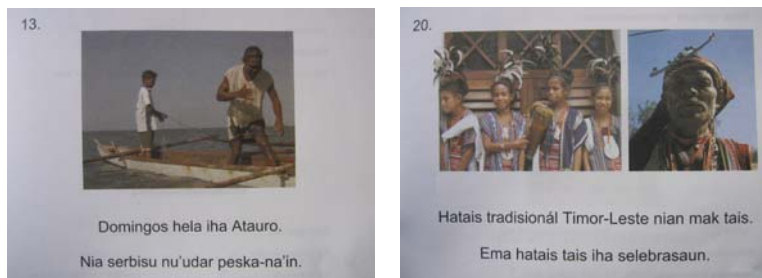 13.
Domingos hela iha Atauro.
Nia serbisu nu'udar peska-na'in.
20.
Hatais tradisionál Timor-Leste nian mak tais.
Ema hatais tais iha selebrasaun.